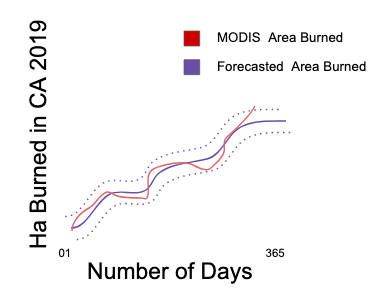 MODIS Area Burned
Forecasted Area Burned
Ha Burned in CA 2019
01
365
Number of Days